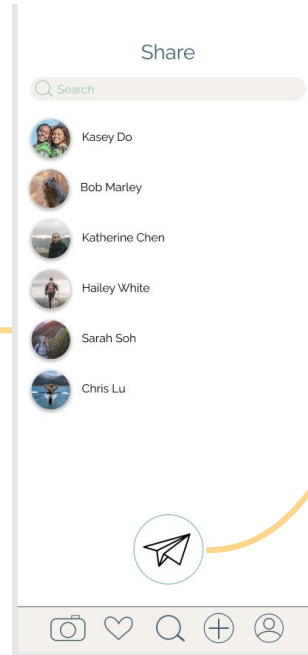 Share
Search
Kasey Do
Bob Marley
Katherine Chen
Hailey White
Sarah Soh
Chris Lu